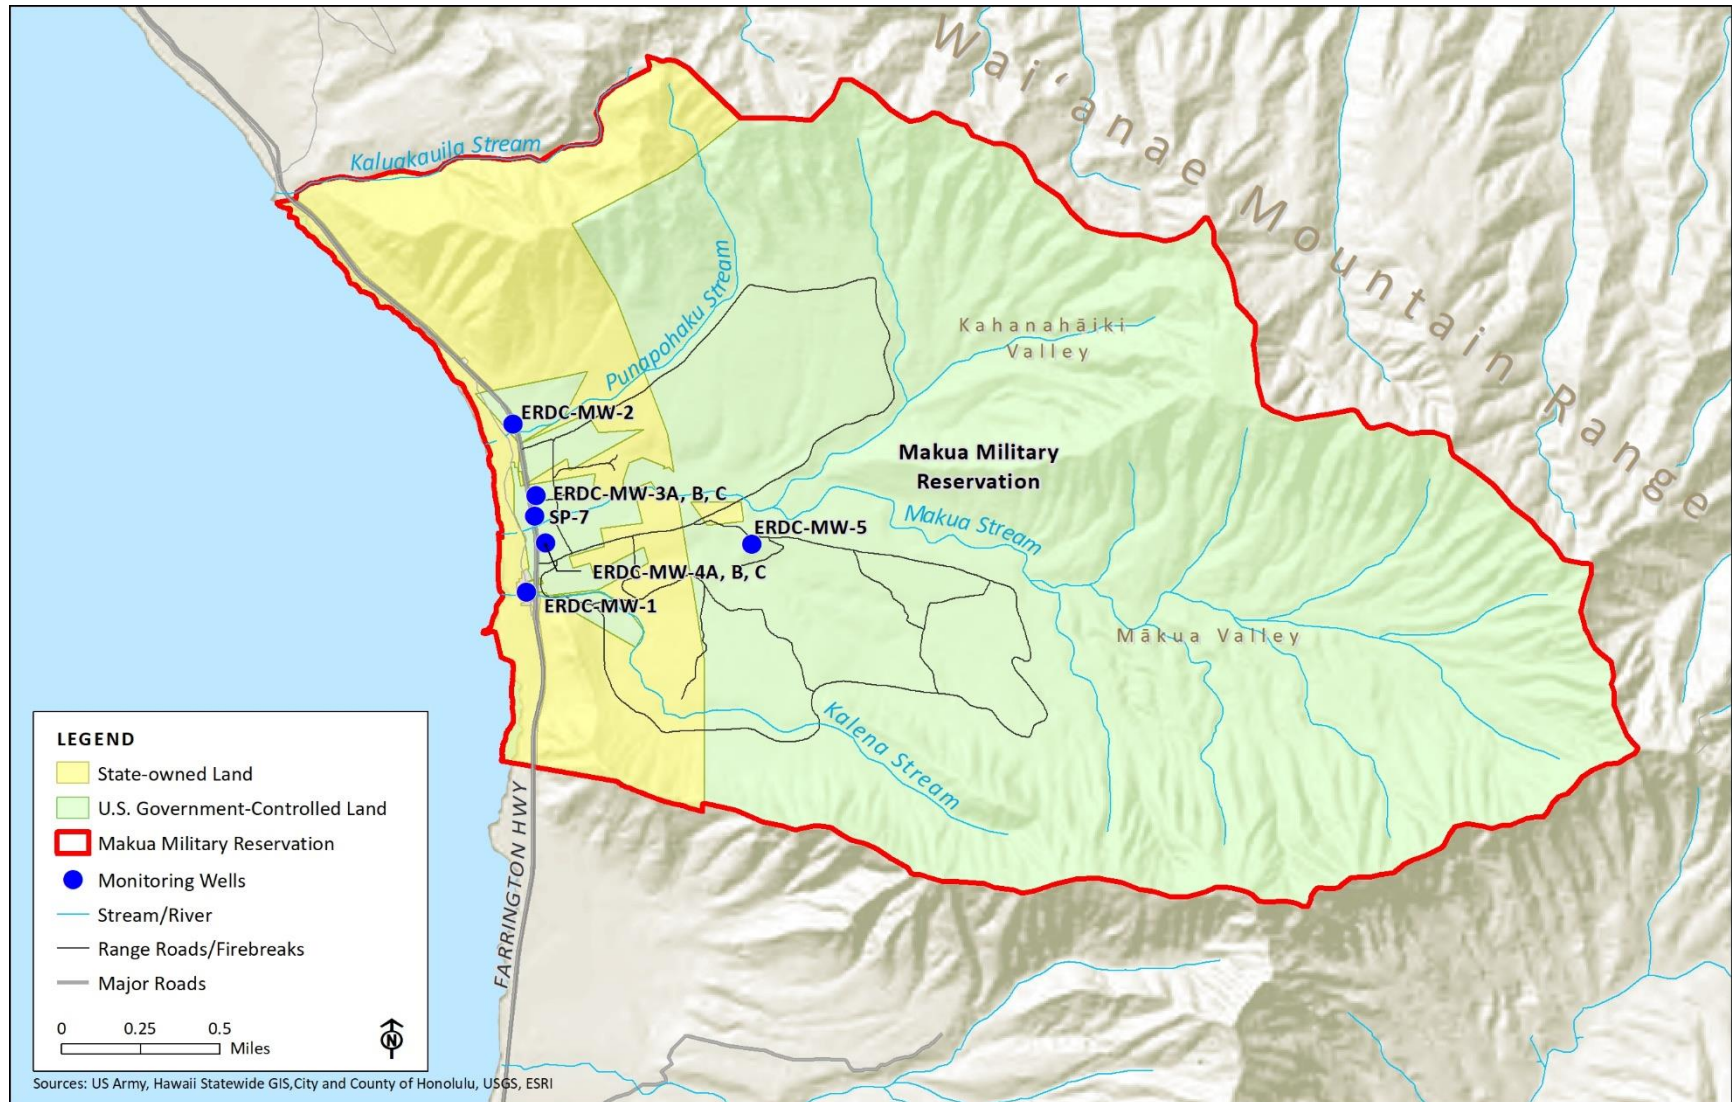 Wai‘anae Mountain Range
Kaluakauila Stream
Punapohaku Stream
Kahanahāiki
Valley
ERDC-MW-2
Makua Military
Reservation
ERDC-MW-3A, B, C
SP-7
Makua Stream
ERDC-MW-5
ERDC-MW-4A, B, C
ERDC-MW-1
Mākua Valley
Kalena Stream
FARRINGTON HWY
LEGEND
State-owned Land
U.S. Government-Controlled Land
Makua Military Reservation
Monitoring Wells
Stream/River
Range Roads/Firebreaks
Major Roads
0 0.25 0.5
Miles
N
Sources: US Army, Hawaii Statewide GIS,City and County of Honolulu, USGS, ESRI